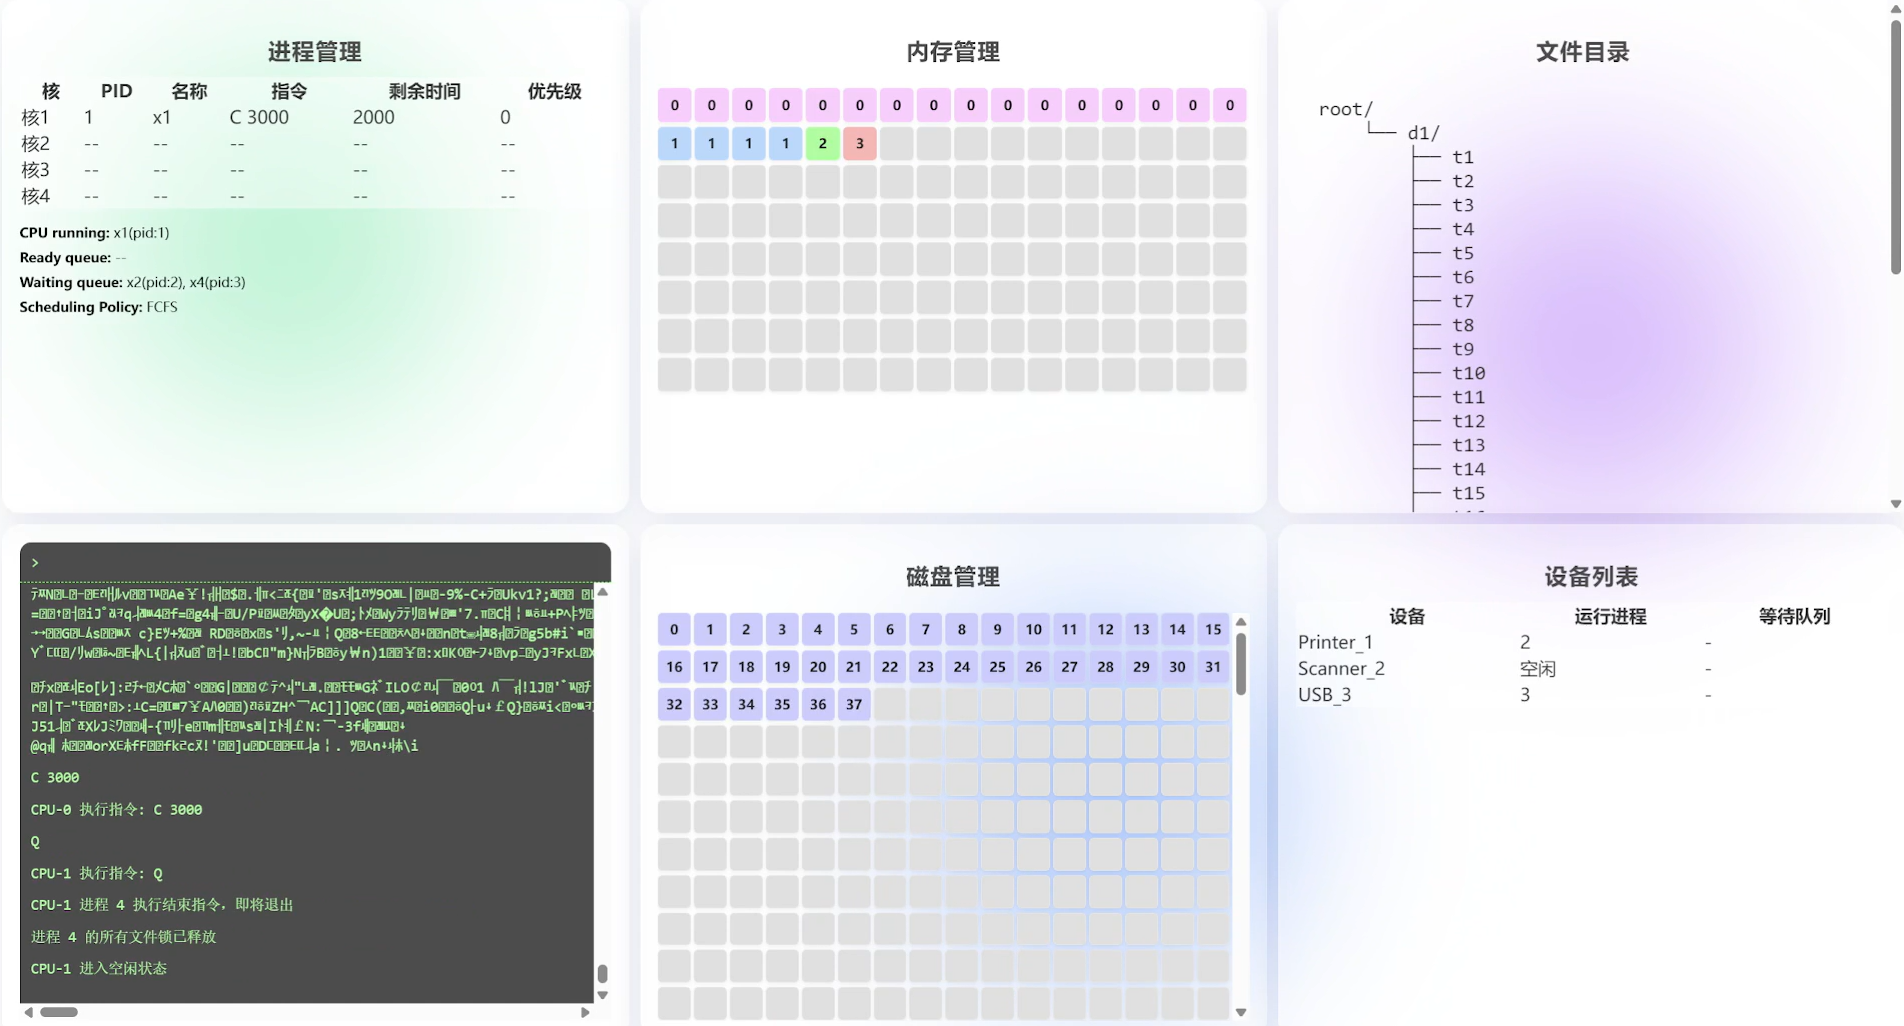 进程管理
核 PID 名称 指令 剩余时间 优先级
核1 1 x1 C 3000 2000 0
核2 -- -- -- -- --
核3 -- -- -- -- --
核4 -- -- -- -- --
CPU running: x1(pid:1)
Ready queue: --
Waiting queue: x2(pid:2), x4(pid:3)
Scheduling Policy: FCFS
内存管理
0 0 0 0 0 0 0 0 0 0 0 0 0 0 0 0
1 1 1 1 2 3
文件目录
root/
└── d1/
├── t1
├── t2
├── t3
├── t4
├── t5
├── t6
├── t7
├── t8
├── t9
├── t10
├── t11
├── t12
├── t13
├── t14
├── t15
>
C 3000
CPU-0 执行指令: C 3000
Q
CPU-1 执行指令: Q
CPU-1 进程 4 执行结束指令，即将退出
进程 4 的所有文件锁已释放
CPU-1 进入空闲状态
磁盘管理
0 1 2 3 4 5 6 7 8 9 10 11 12 13 14 15
16 17 18 19 20 21 22 23 24 25 26 27 28 29 30 31
32 33 34 35 36 37
设备列表
设备 运行进程 等待队列
Printer_1 2 -
Scanner_2 空闲 -
USB_3 3 -